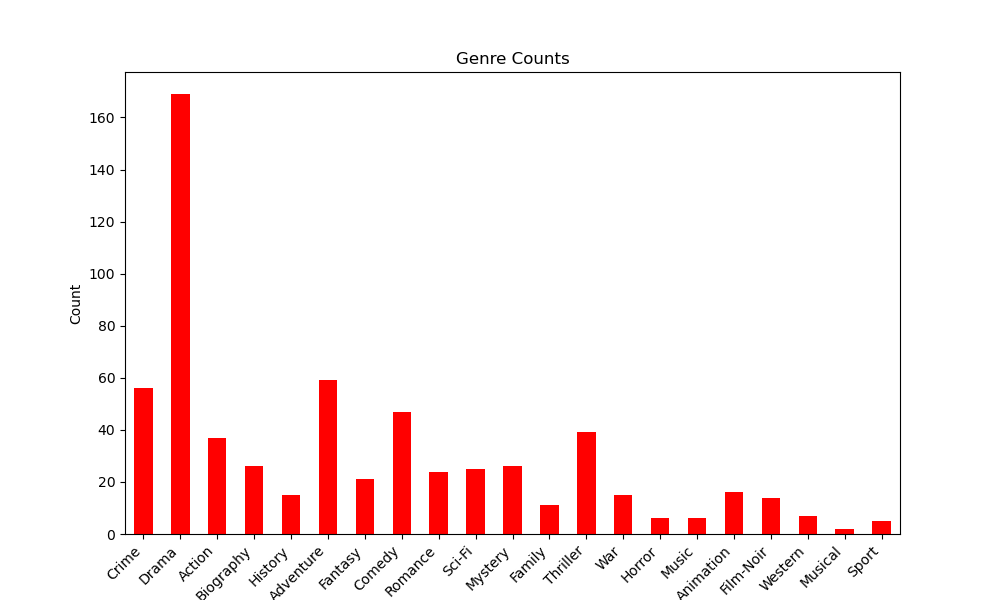 Genre Counts
Count
160
140
120
100
80
60
40
20
0
Crime
Drama
Action
Biography
History
Adventure
Fantasy
Comedy
Romance
Sci-Fi
Mystery
Family
Thriller
War
Horror
Music
Animation
Film-Noir
Western
Musical
Sport